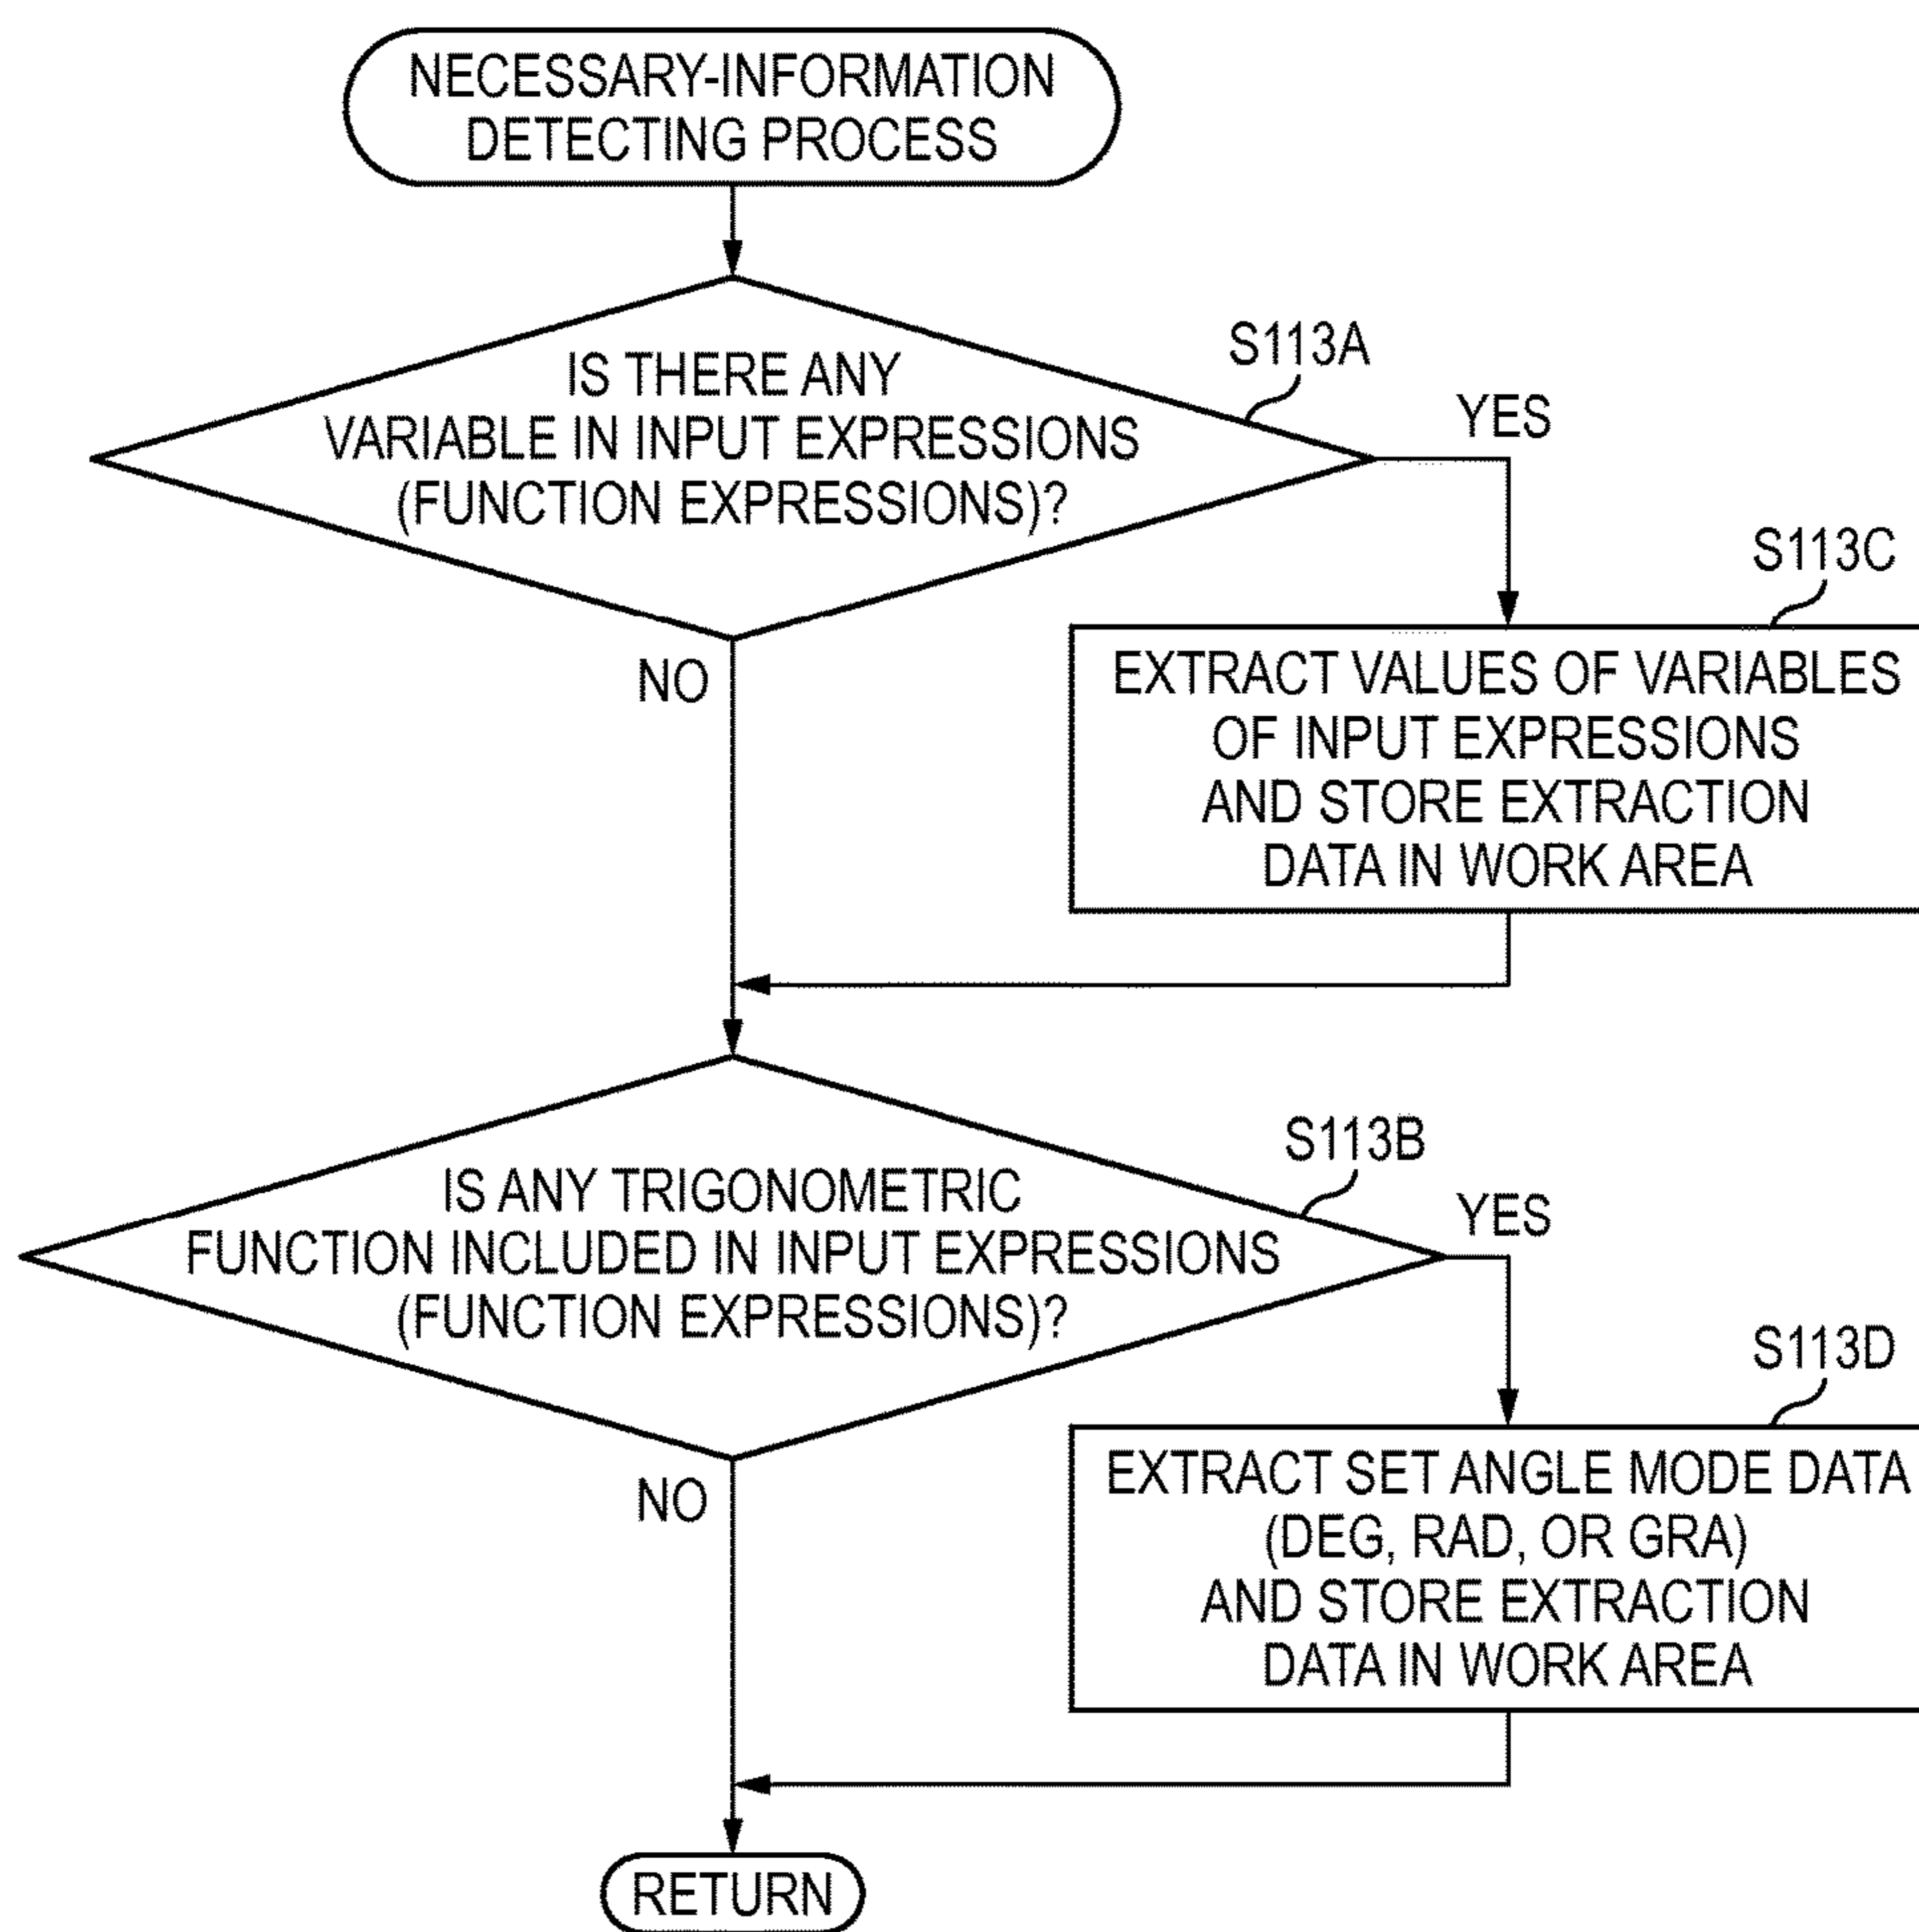 NECESSARY-INFORMATION
DETECTING PROCESS
S113A
IS THERE ANY
VARIABLE IN INPUT EXPRESSIONS
(FUNCTION EXPRESSIONS)?
YES
NO
S113C
EXTRACT VALUES OF VARIABLES
OF INPUT EXPRESSIONS
AND STORE EXTRACTION
DATA IN WORK AREA
S113B
IS ANY TRIGONOMETRIC
FUNCTION INCLUDED IN INPUT EXPRESSIONS
(FUNCTION EXPRESSIONS)?
YES
NO
S113D
EXTRACT SET ANGLE MODE DATA
(DEG, RAD, OR GRA)
AND STORE EXTRACTION
DATA IN WORK AREA
RETURN